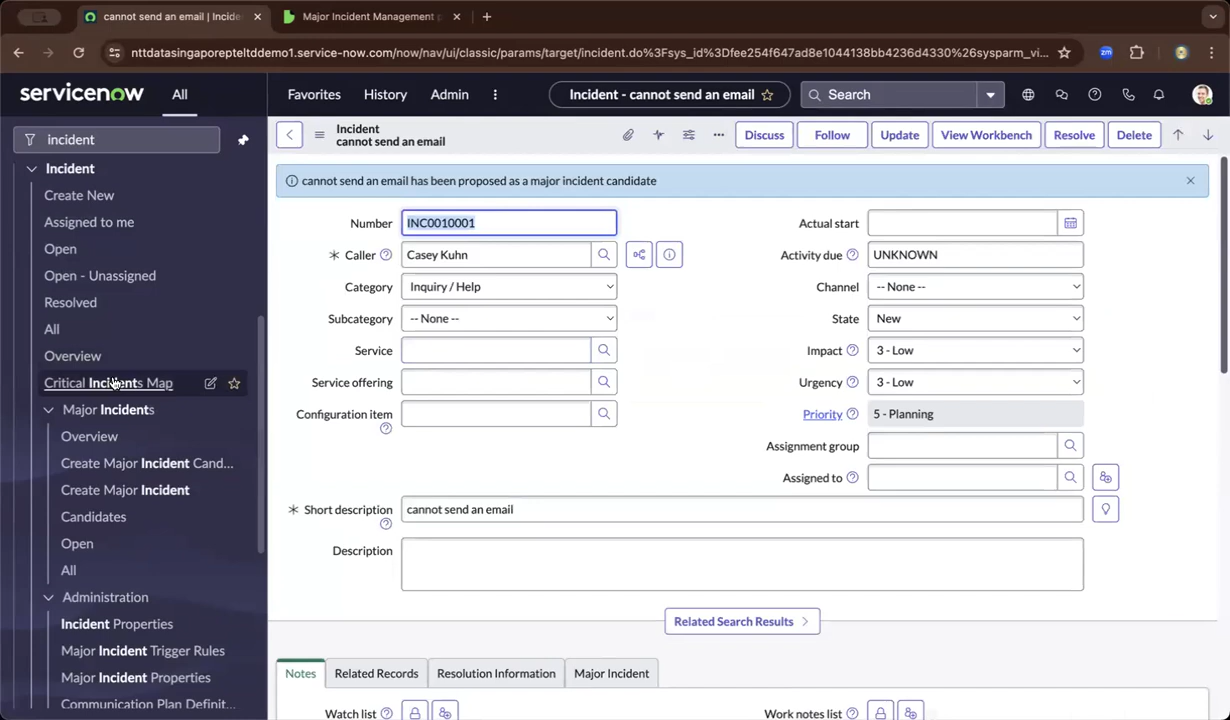 cannot send an email | Incide
Major Incident Management p
nttdatasingaporepteltddemo1.service-now.com/now/nav/ui/classic/params/target/incident.do%3Fsys_id%3Dfee254f647ad8e1044138bb4236d4330%26sysparm_vi...
zm
servicenow
All
Favorites
History
Admin
Incident - cannot send an email
Search
incident
Incident
Create New
Assigned to me
Open
Open - Unassigned
Resolved
All
Overview
Critical Incidents Map
Major Incidents
Overview
Create Major Incident Cand...
Create Major Incident
Candidates
Open
All
Administration
Incident Properties
Major Incident Trigger Rules
Major Incident Properties
Communication Plan Definit...
Incident
cannot send an email
Discuss
Follow
Update
View Workbench
Resolve
Delete
cannot send an email has been proposed as a major incident candidate
Number INC0010001
Caller Casey Kuhn
Category Inquiry / Help
Subcategory -- None --
Service
Service offering
Configuration item
Actual start
Activity due UNKNOWN
Channel -- None --
State New
Impact 3 - Low
Urgency 3 - Low
Priority 5 - Planning
Assignment group
Assigned to
Short description cannot send an email
Description
Related Search Results
Notes
Related Records
Resolution Information
Major Incident
Watch list
Work notes list